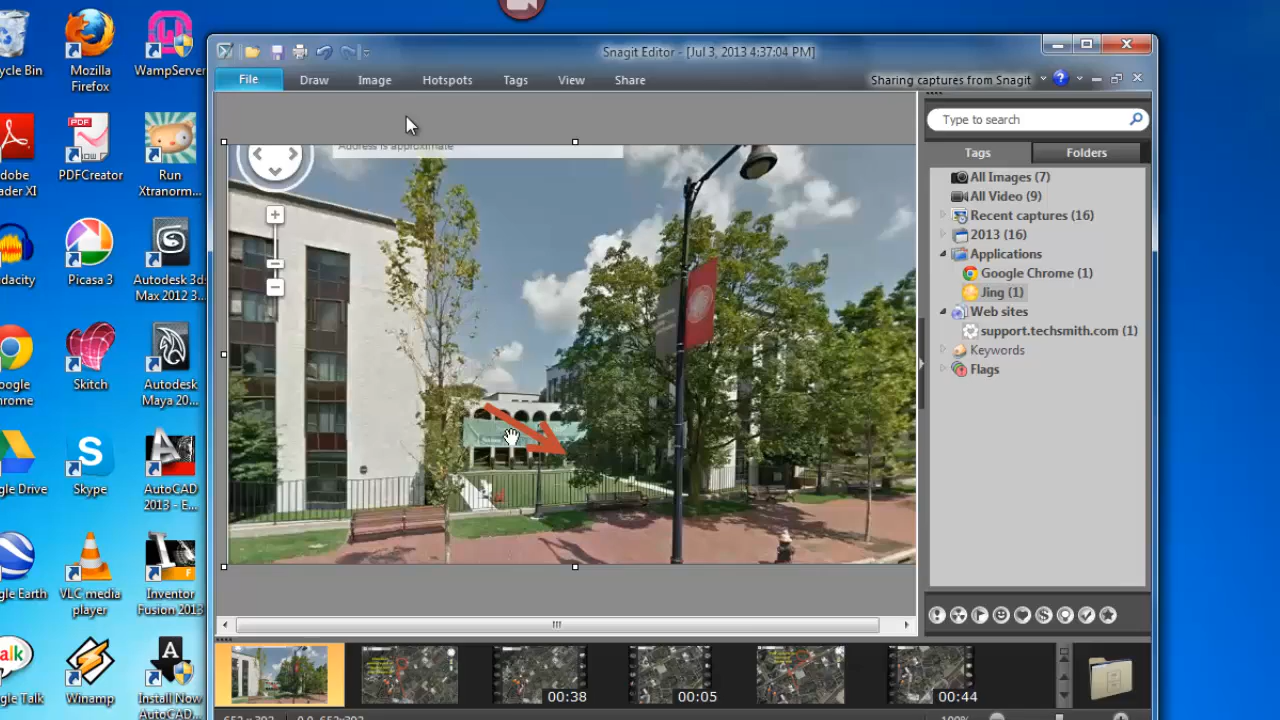 Snagit Editor - [Jul 3, 2013 4:37:04 PM]
File
Draw
Image
Hotspots
Tags
View
Share
Sharing captures from Snagit
Type to search
Tags
Folders
All Images (7)
All Video (9)
Recent captures (16)
2013 (16)
Applications
Google Chrome (1)
Jing (1)
Web sites
support.techsmith.com (1)
Keywords
Flags
Address is approximate
ycle Bin
Mozilla
Firefox
WampServer
PDF
dobe
ader XI
PDFCreator
Run
Xtranorm...
udacity
Picasa 3
Autodesk 3ds
Max 2012 3...
oogle
hrome
Skitch
Autodesk
Maya 20...
gle Drive
Skype
AutoCAD
2013 - E...
gle Earth
VLC media
player
Inventor
Fusion 2013
alk
gle Talk
Winamp
Install Now
AutoCAD...
00:38
00:05
00:44
100%